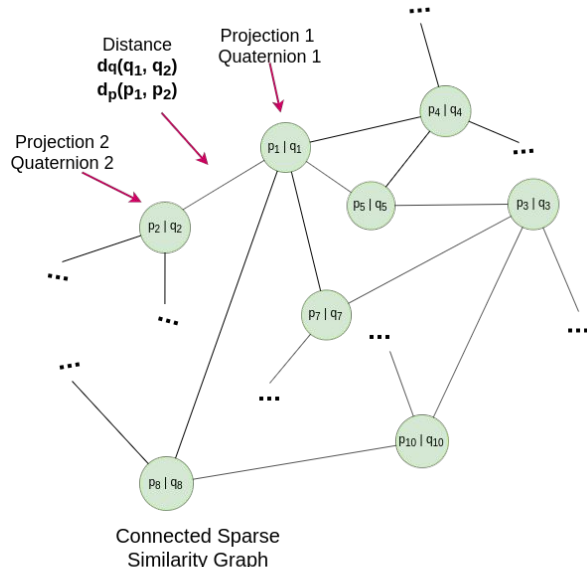 ...
Distance
dq(q1, q2)
dp(p1, p2)
Projection 1
Quaternion 1
p4 | q4
Projection 2
Quaternion 2
p1 | q1
...
p5 | q5
p3 | q3
p2 | q2
...
...
p7 | q7
...
...
...
...
p10 | q10
p8 | q8
Connected Sparse
Similarity Graph